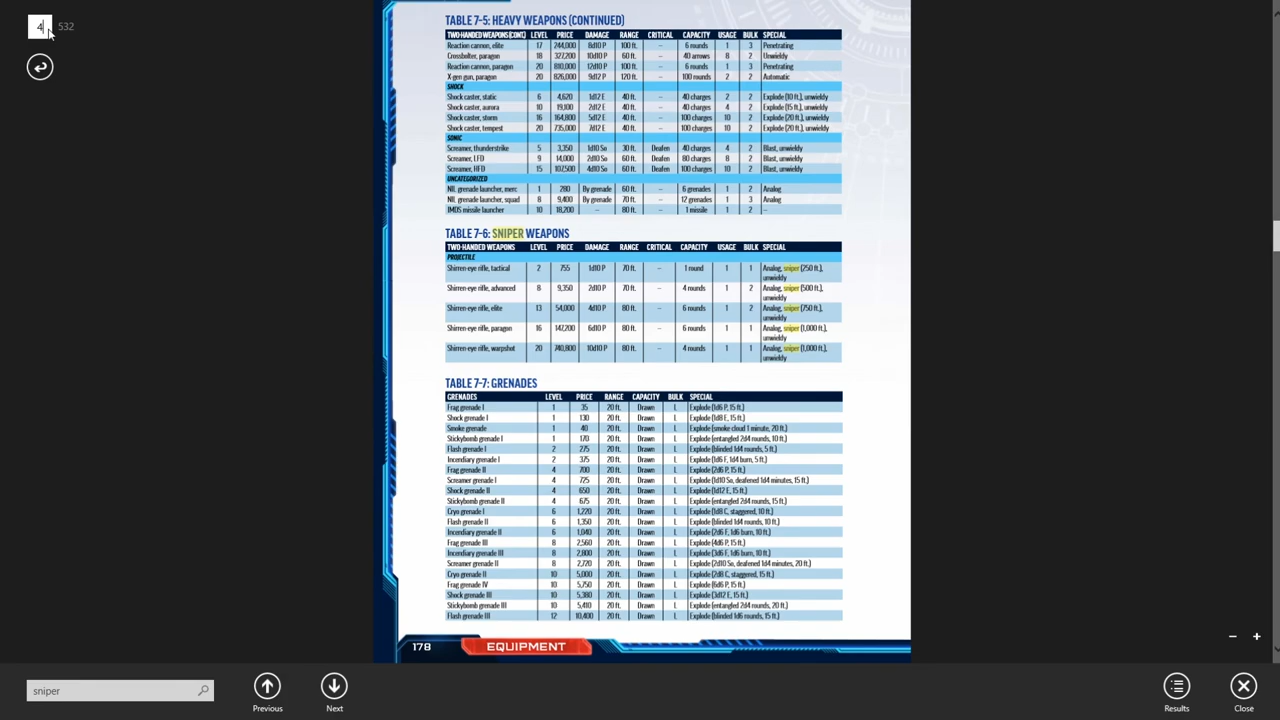 4 532
TABLE 7-5: HEAVY WEAPONS (CONTINUED)
TWO-HANDED WEAPONS (CONT.) LEVEL PRICE DAMAGE RANGE CRITICAL CAPACITY USAGE BULK SPECIAL
Reaction cannon, elite 17 244,000 8d10 P 100 ft. — 6 rounds 1 3 Penetrating
Crossbolter, paragon 18 327,200 10d10 P 60 ft. — 40 arrows 8 2 Unwieldy
Reaction cannon, paragon 20 810,000 12d10 P 100 ft. — 6 rounds 1 3 Penetrating
X-gen gun, paragon 20 826,000 9d12 P 120 ft. — 100 rounds 2 2 Automatic
SHOCK
Shock caster, static 6 4,620 1d12 E 40 ft. — 40 charges 2 2 Explode (10 ft.), unwieldy
Shock caster, aurora 10 19,100 2d12 E 40 ft. — 40 charges 4 2 Explode (15 ft.), unwieldy
Shock caster, storm 16 164,800 5d12 E 40 ft. — 100 charges 10 2 Explode (20 ft.), unwieldy
Shock caster, tempest 20 735,000 7d12 E 40 ft. — 100 charges 10 2 Explode (20 ft.), unwieldy
SONIC
Screamer, thunderstrike 5 3,350 1d10 So 30 ft. Deafen 40 charges 4 2 Blast, unwieldy
Screamer, LFD 9 14,000 2d10 So 60 ft. Deafen 80 charges 8 2 Blast, unwieldy
Screamer, HFD 15 107,500 4d10 So 60 ft. Deafen 100 charges 10 2 Blast, unwieldy
UNCATEGORIZED
NIL grenade launcher, merc 1 280 By grenade 60 ft. — 6 grenades 1 2 Analog
NIL grenade launcher, squad 8 9,400 By grenade 70 ft. — 12 grenades 1 3 Analog
IMDS missile launcher 10 18,200 — 80 ft. — 1 missile 1 2 —
TABLE 7-6: SNIPER WEAPONS
TWO-HANDED WEAPONS LEVEL PRICE DAMAGE RANGE CRITICAL CAPACITY USAGE BULK SPECIAL
PROJECTILE
Shirren-eye rifle, tactical 2 755 1d10 P 70 ft. — 1 round 1 1 Analog, sniper (250 ft.),
unwieldy
Shirren-eye rifle, advanced 8 9,350 2d10 P 70 ft. — 4 rounds 1 2 Analog, sniper (500 ft.),
unwieldy
Shirren-eye rifle, elite 13 54,000 4d10 P 80 ft. — 6 rounds 1 2 Analog, sniper (750 ft.),
unwieldy
Shirren-eye rifle, paragon 16 147,200 6d10 P 80 ft. — 6 rounds 1 1 Analog, sniper (1,000 ft.),
unwieldy
Shirren-eye rifle, warpshot 20 740,800 10d10 P 80 ft. — 4 rounds 1 1 Analog, sniper (1,000 ft.),
unwieldy
TABLE 7-7: GRENADES
GRENADES LEVEL PRICE RANGE CAPACITY BULK SPECIAL
Frag grenade I 1 35 20 ft. Drawn L Explode (1d6 P, 15 ft.)
Shock grenade I 1 130 20 ft. Drawn L Explode (1d8 E, 15 ft.)
Smoke grenade 1 40 20 ft. Drawn L Explode (smoke cloud 1 minute, 20 ft.)
Stickybomb grenade I 1 170 20 ft. Drawn L Explode (entangled 2d4 rounds, 10 ft.)
Flash grenade I 2 275 20 ft. Drawn L Explode (blinded 1d4 rounds, 5 ft.)
Incendiary grenade I 2 375 20 ft. Drawn L Explode (1d6 F, 1d4 burn, 5 ft.)
Frag grenade II 4 700 20 ft. Drawn L Explode (2d6 P, 15 ft.)
Screamer grenade I 4 725 20 ft. Drawn L Explode (1d10 So, deafened 1d4 minutes, 15 ft.)
Shock grenade II 4 650 20 ft. Drawn L Explode (1d12 E, 15 ft.)
Stickybomb grenade II 4 675 20 ft. Drawn L Explode (entangled 2d4 rounds, 15 ft.)
Cryo grenade I 6 1,220 20 ft. Drawn L Explode (1d8 C, staggered, 10 ft.)
Flash grenade II 6 1,350 20 ft. Drawn L Explode (blinded 1d4 rounds, 10 ft.)
Incendiary grenade II 6 1,040 20 ft. Drawn L Explode (2d6 F, 1d6 burn, 10 ft.)
Frag grenade III 8 2,560 20 ft. Drawn L Explode (4d6 P, 15 ft.)
Incendiary grenade III 8 2,800 20 ft. Drawn L Explode (3d6 F, 1d6 burn, 10 ft.)
Screamer grenade II 8 2,720 20 ft. Drawn L Explode (2d10 So, deafened 1d4 minutes, 20 ft.)
Cryo grenade II 10 5,000 20 ft. Drawn L Explode (2d8 C, staggered, 15 ft.)
Frag grenade IV 10 5,750 20 ft. Drawn L Explode (6d6 P, 15 ft.)
Shock grenade III 10 5,380 20 ft. Drawn L Explode (3d12 E, 15 ft.)
Stickybomb grenade III 10 5,410 20 ft. Drawn L Explode (entangled 2d4 rounds, 20 ft.)
Flash grenade III 12 10,400 20 ft. Drawn L Explode (blinded 1d6 rounds, 15 ft.)
178 EQUIPMENT
sniper
Previous Next Results Close